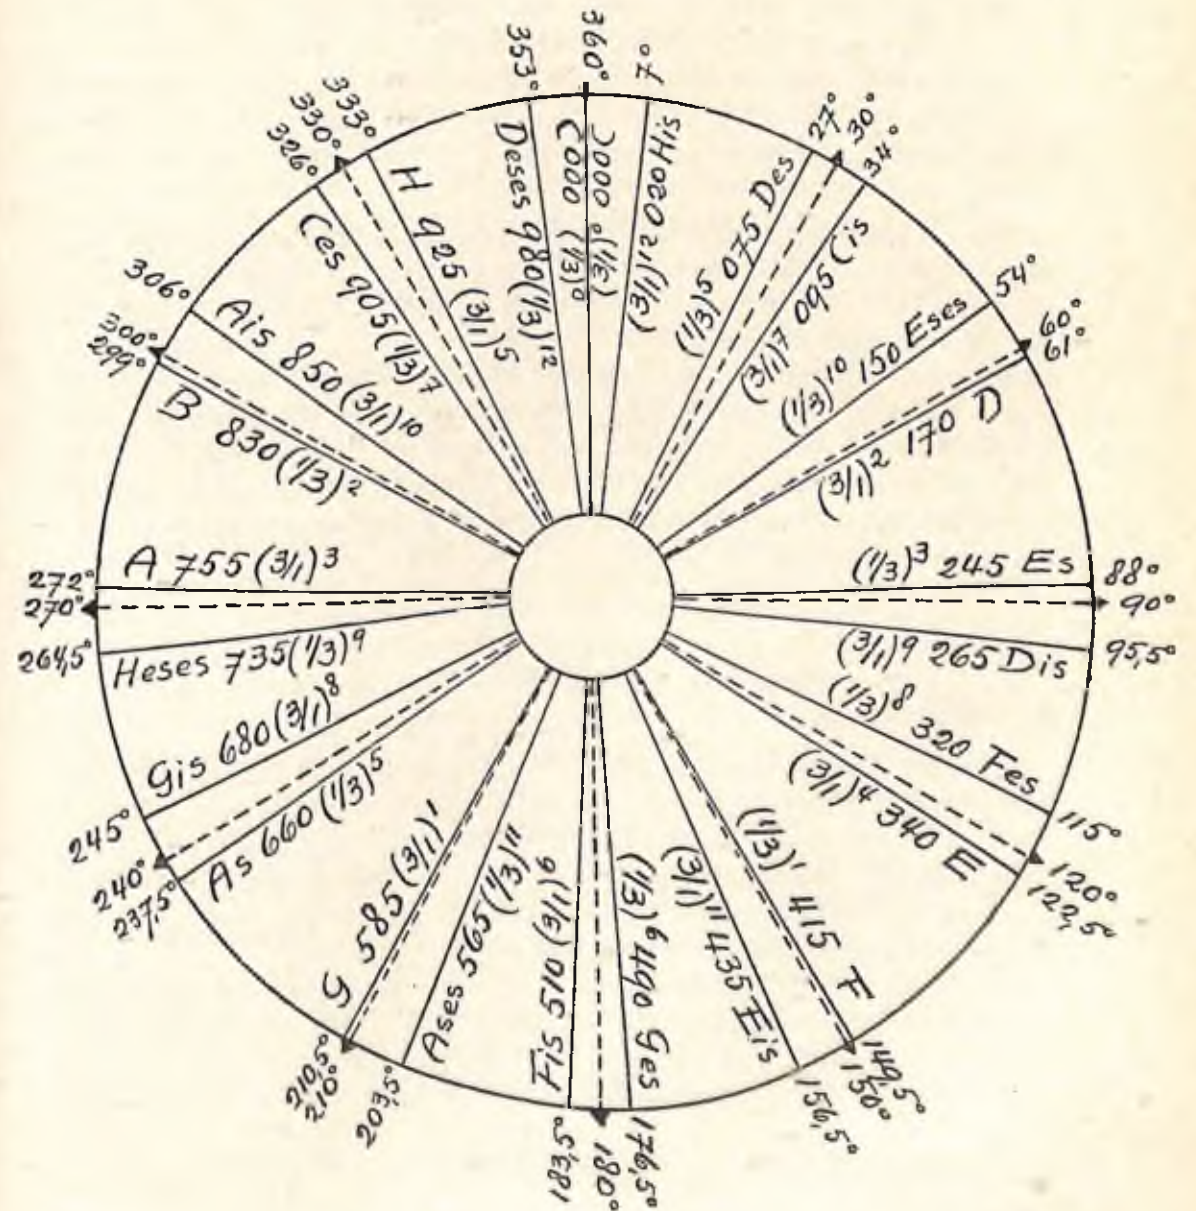 360°
7°
27°
30°
34°
54°
60°
61°
88°
90°
95,5°
115°
120°
122,5°
149,5°
150°
156,5°
176,5°
180°
183,5°
203,5°
210,5°
210°
237,5°
240°
245°
264,5°
270°
272°
299°
300°
306°
326°
330°
333°
353°
C 000 (1/3)⁰
C 000 (1/3)⁰
(3/1)¹² 020 His
(1/3)⁵ 075 Des
(3/1)⁷ 095 Cis
(1/3)¹⁰ 150 Eses
(3/1)² 170 D
(1/3)³ 245 Es
(3/1)⁹ 265 Dis
(1/3)⁸ 320 Fes
(3/1)⁴ 340 E
(1/3)¹ 415 F
(3/1)¹¹ 435 Eis
(1/3)⁶ 490 Ges
Fis 510 (3/1)⁶
Ases 565 (1/3)¹¹
G 585 (3/1)¹
As 660 (1/3)⁵
Gis 680 (3/1)⁸
Heses 735 (1/3)⁹
A 755 (3/1)³
B 830 (1/3)²
Ais 850 (3/1)¹⁰
Ces 905 (1/3)⁷
H 925 (3/1)⁵
Deses 980 (1/3)¹²